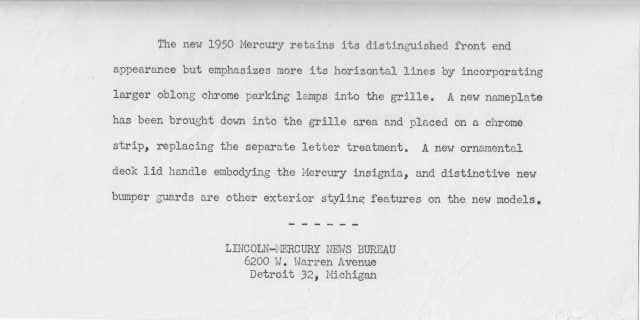 The new 1950 Mercury retains its distinguished front end
appearance but emphasizes more its horizontal lines by incorporating
larger oblong chrome parking lamps into the grille. A new nameplate
has been brought down into the grille area and placed on a chrome
strip, replacing the separate letter treatment. A new ornamental
deck lid handle embodying the Mercury insignia, and distinctive new
bumper guards are other exterior styling features on the new models.
- - - - - -
LINCOLN-MERCURY NEWS BUREAU
6200 W. Warren Avenue
Detroit 32, Michigan